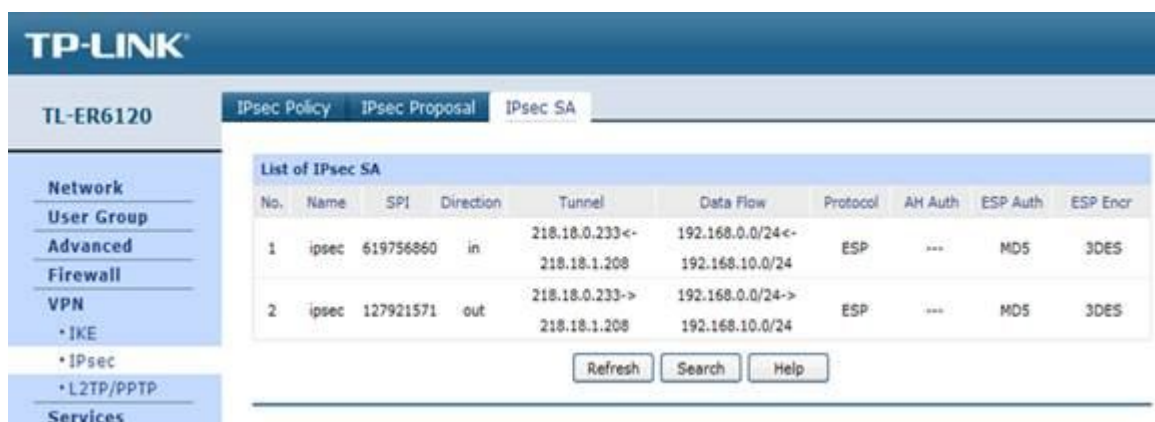 TP-LINK
TL-ER6120
IPsec Policy IPsec Proposal IPsec SA
Network
User Group
Advanced
Firewall
VPN
•IKE
•IPsec
•L2TP/PPTP
Services
List of IPsec SA
No. Name SPI Direction Tunnel Data Flow Protocol AH Auth ESP Auth ESP Encr
1 ipsec 619756860 in 218.18.0.233<- 192.168.0.0/24<- ESP --- MD5 3DES
218.18.1.208 192.168.10.0/24
2 ipsec 127921571 out 218.18.0.233-> 192.168.0.0/24-> ESP --- MD5 3DES
218.18.1.208 192.168.10.0/24
Refresh Search Help